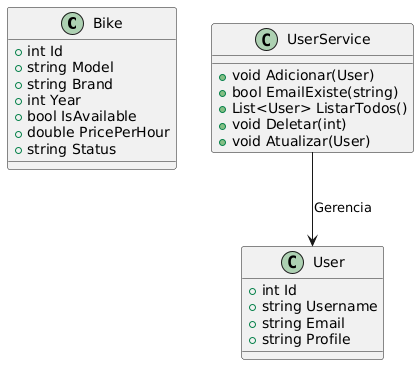 C Bike
int Id
string Model
string Brand
int Year
bool IsAvailable
double PricePerHour
string Status
C UserService
void Adicionar(User)
bool EmailExiste(string)
List<User> ListarTodos()
void Deletar(int)
void Atualizar(User)
Gerencia
C User
int Id
string Username
string Email
string Profile